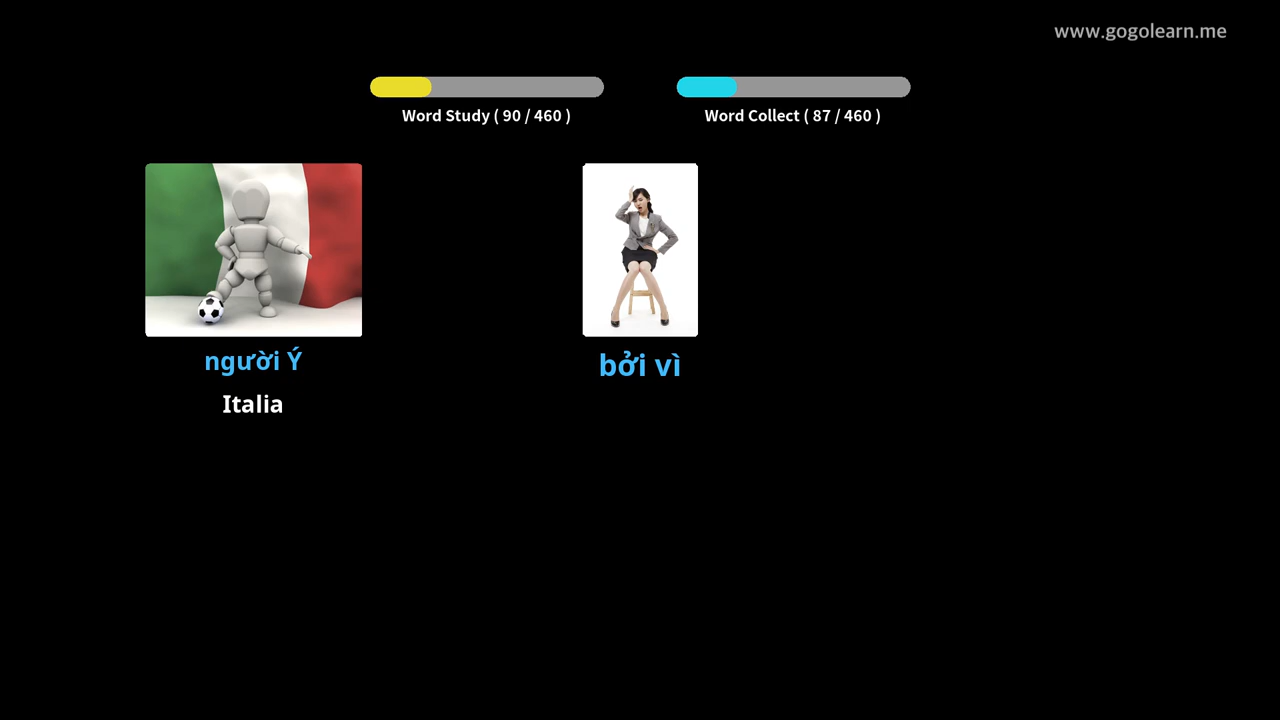 www.gogolearn.me
Word Study ( 90 / 460 )
Word Collect ( 87 / 460 )
người Ý
Italia
bởi vì